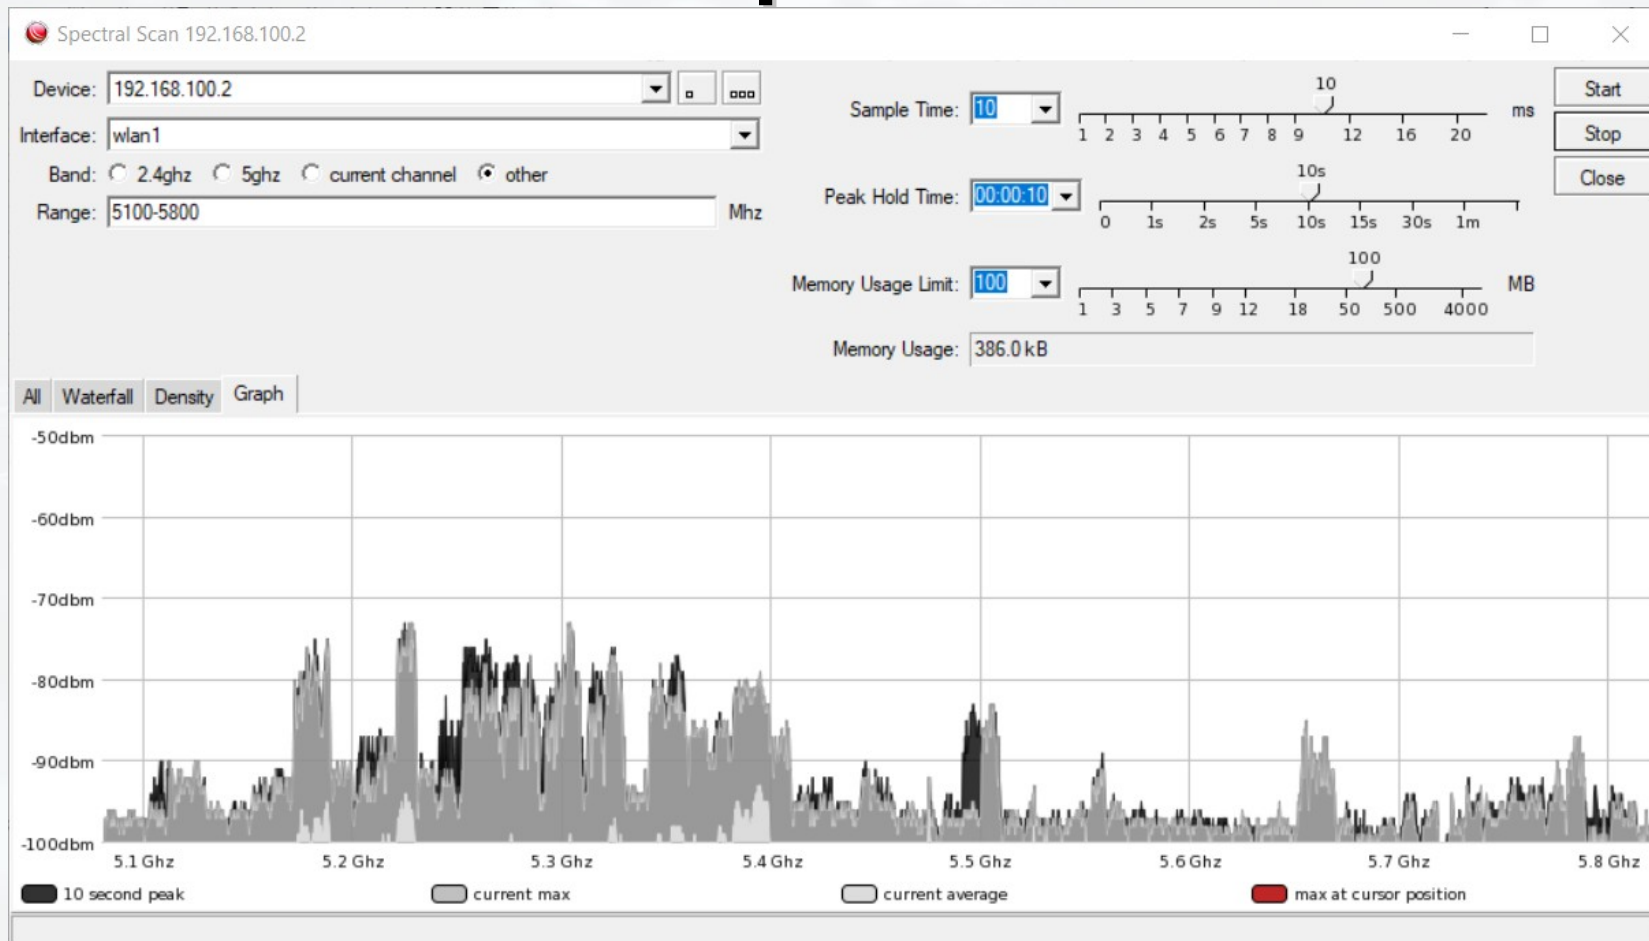 Spectral Scan 192.168.100.2
Device: 192.168.100.2
Interface: wlan1
Band: 2.4ghz 5ghz current channel other
Range: 5100-5800 Mhz
Sample Time: 10
10
1 2 3 4 5 6 7 8 9 12 16 20
ms
Peak Hold Time: 00:00:10
10s
0 1s 2s 5s 10s 15s 30s 1m
Memory Usage Limit: 100
100
1 3 5 7 9 12 18 50 500 4000
MB
Memory Usage: 386.0 kB
Start
Stop
Close
All Waterfall Density Graph
-50dbm
-60dbm
-70dbm
-80dbm
-90dbm
-100dbm
5.1 Ghz 5.2 Ghz 5.3 Ghz 5.4 Ghz 5.5 Ghz 5.6 Ghz 5.7 Ghz 5.8 Ghz
10 second peak current max current average max at cursor position